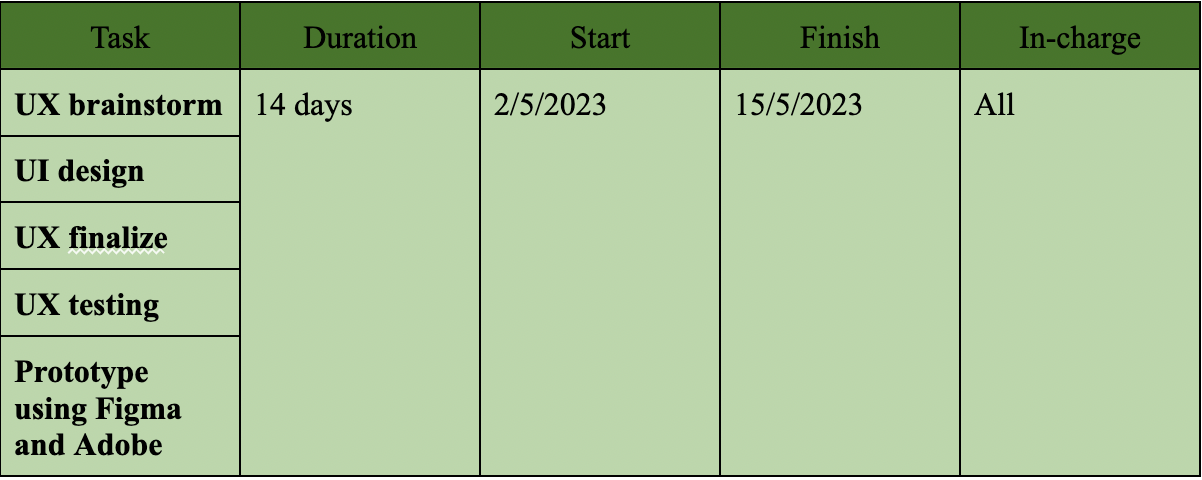 Task Duration Start Finish In-charge
UX brainstorm 14 days 2/5/2023 15/5/2023 All
UI design
UX finalize
UX testing
Prototype
using Figma
and Adobe